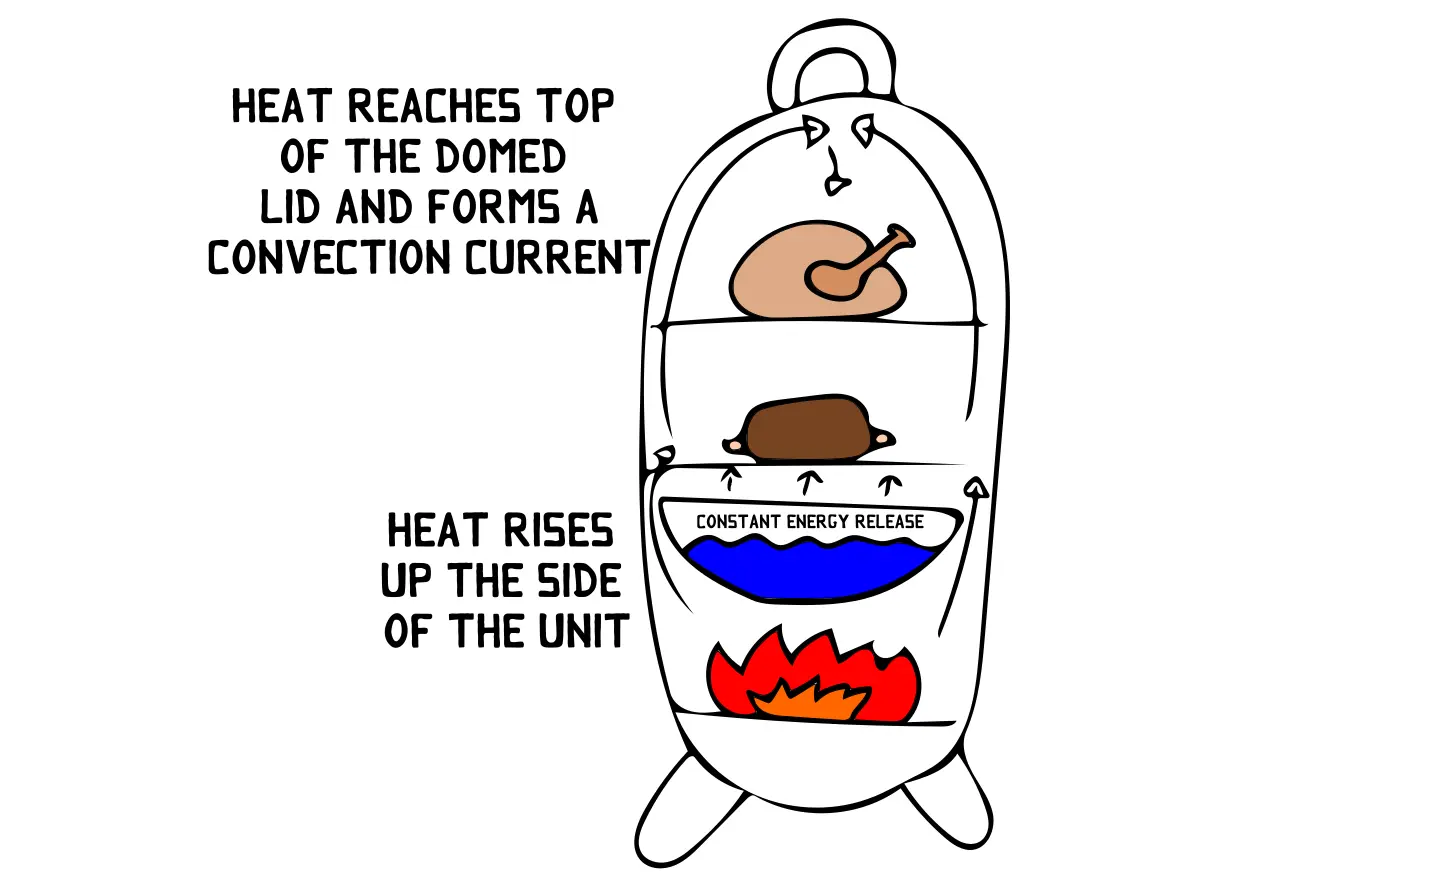 HEAT REACHES TOP
OF THE DOMED
LID AND FORMS A
CONVECTION CURRENT
CONSTANT ENERGY RELEASE
HEAT RISES
UP THE SIDE
OF THE UNIT